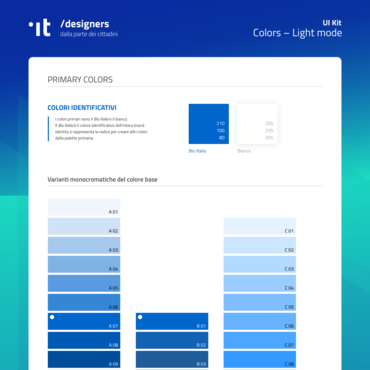 ·ıt /designers
dalla parte dei cittadini
UI Kit
Colors – Light mode
PRIMARY COLORS
COLORI IDENTIFICATIVI
I colori primari sono il Blu Italia e il bianco.
Il Blu Italia è il colore identificativo dell'intera brand
identity e rappresenta la radice per creare altri colori
della palette primaria.
210
100
80
255
255
255
Blu Italia
Bianco
Varianti monocromatiche del colore base
A 01
A 02
C 01
A 03
C 02
A 04
C 03
A 05
C 04
A 06
C 05
A 07
B 01
C 06
A 08
B 02
C 07
A 09
B 03
C 08